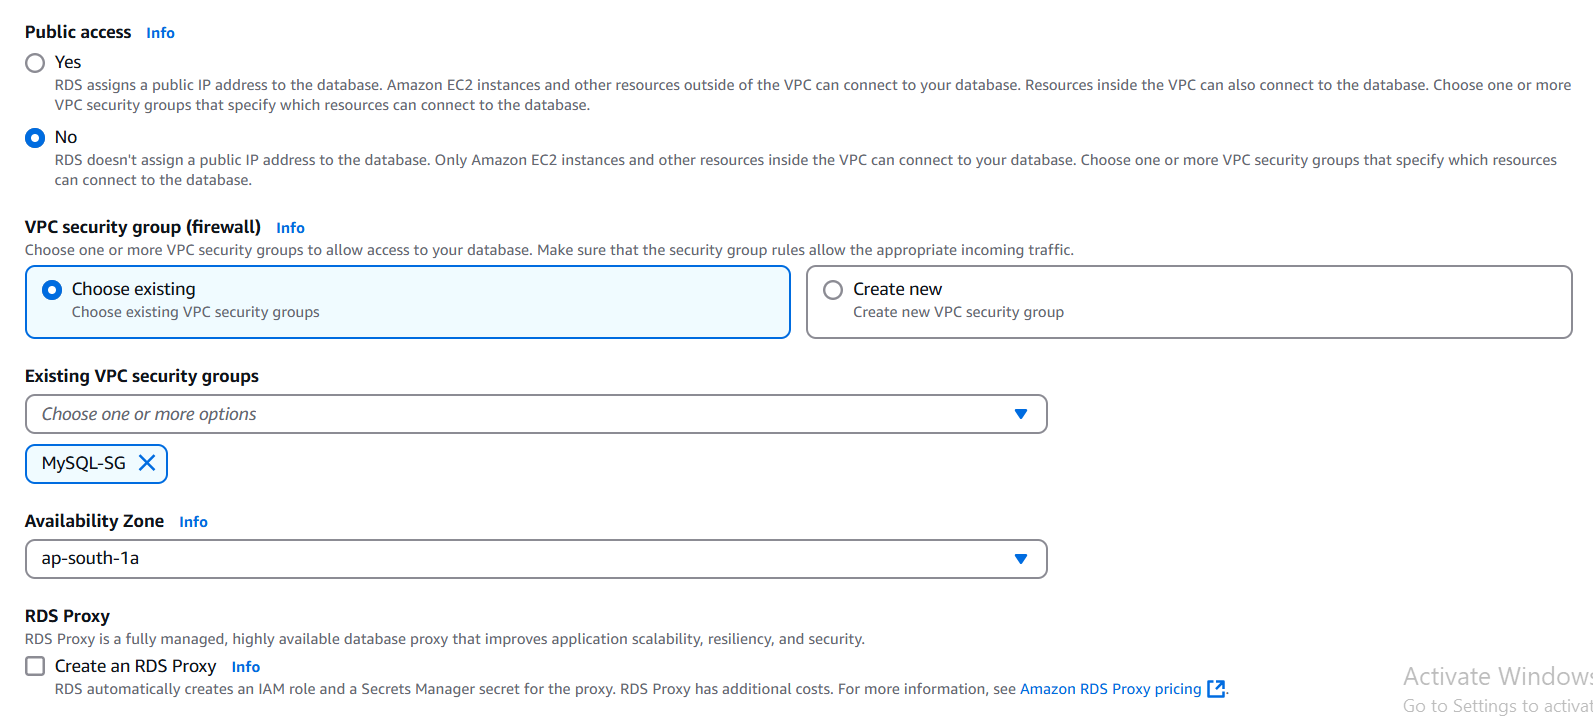 Public access Info
Yes
RDS assigns a public IP address to the database. Amazon EC2 instances and other resources outside of the VPC can connect to your database. Resources inside the VPC can also connect to the database. Choose one or more
VPC security groups that specify which resources can connect to the database.
No
RDS doesn't assign a public IP address to the database. Only Amazon EC2 instances and other resources inside the VPC can connect to your database. Choose one or more VPC security groups that specify which resources
can connect to the database.
VPC security group (firewall) Info
Choose one or more VPC security groups to allow access to your database. Make sure that the security group rules allow the appropriate incoming traffic.
Choose existing
Choose existing VPC security groups
Create new
Create new VPC security group
Existing VPC security groups
Choose one or more options
MySQL-SG
Availability Zone Info
ap-south-1a
RDS Proxy
RDS Proxy is a fully managed, highly available database proxy that improves application scalability, resiliency, and security.
Create an RDS Proxy Info
RDS automatically creates an IAM role and a Secrets Manager secret for the proxy. RDS Proxy has additional costs. For more information, see Amazon RDS Proxy pricing.
Activate Windows
Go to Settings to activat